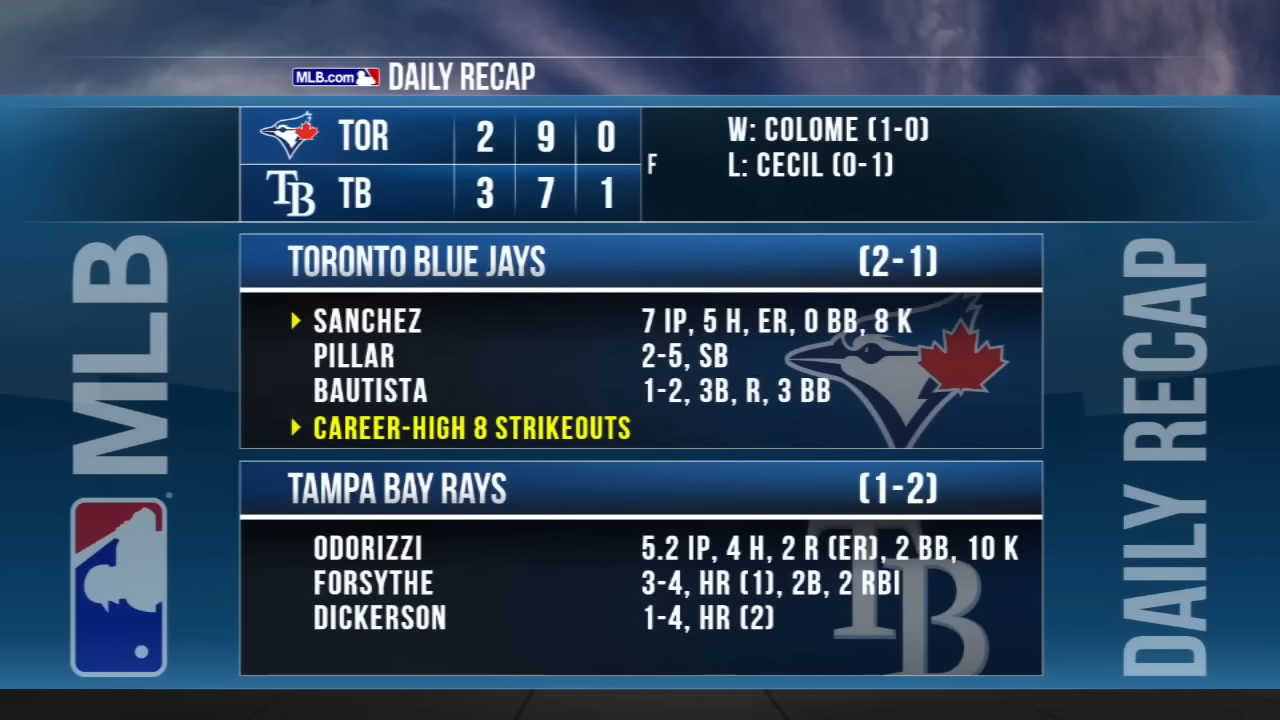 MLB.com DAILY RECAP
TOR 2 9 0
TB TB 3 7 1
F
W: COLOME (1-0)
L: CECIL (0-1)
MLB
TORONTO BLUE JAYS (2-1)
SANCHEZ 7 IP, 5 H, ER, 0 BB, 8 K
PILLAR 2-5, SB
BAUTISTA 1-2, 3B, R, 3 BB
CAREER-HIGH 8 STRIKEOUTS
TAMPA BAY RAYS (1-2)
ODORIZZI 5.2 IP, 4 H, 2 R (ER), 2 BB, 10 K
FORSYTHE 3-4, HR (1), 2B, 2 RBI
DICKERSON 1-4, HR (2)
TB
DAILY RECAP